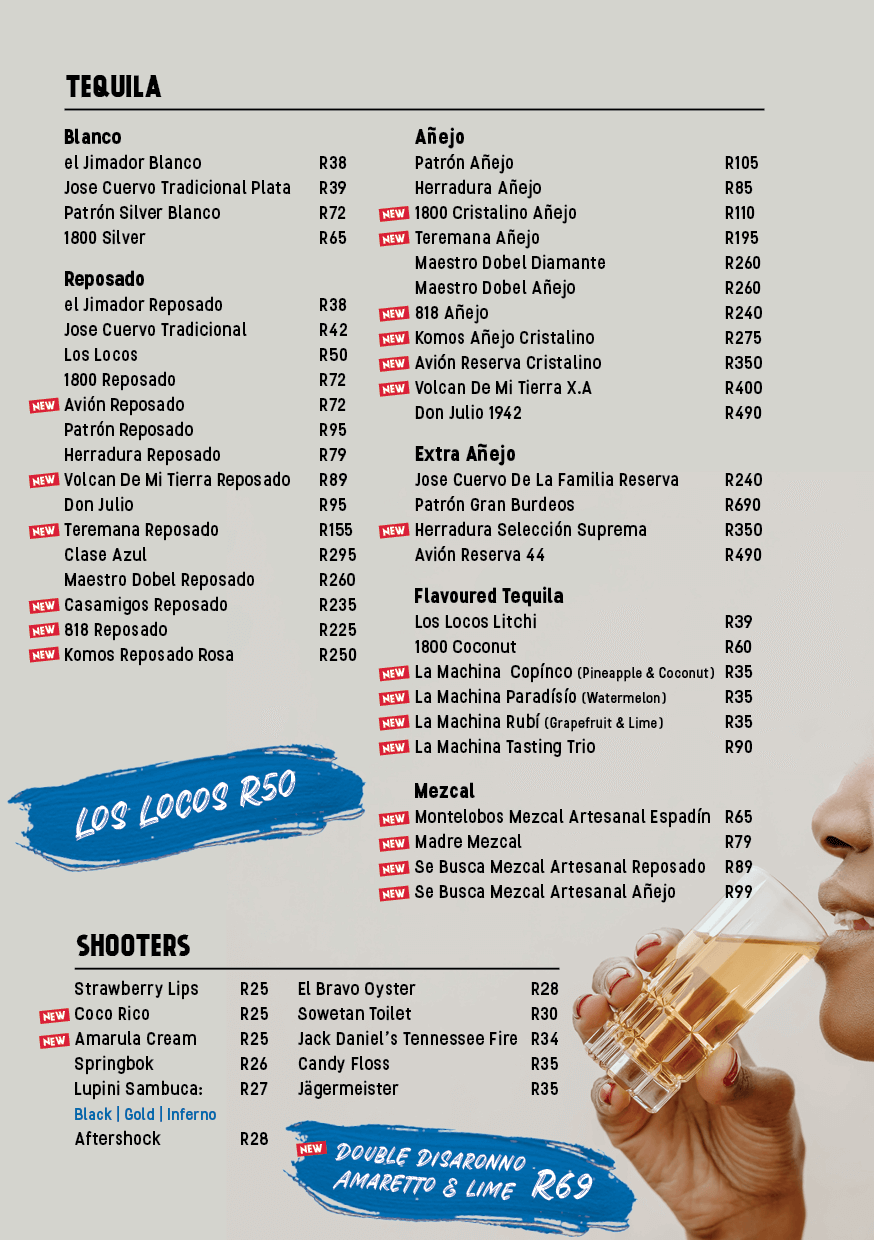 TEQUILA
Blanco
el Jimador Blanco R38
Jose Cuervo Tradicional Plata R39
Patrón Silver Blanco R72
1800 Silver R65
Reposado
el Jimador Reposado R38
Jose Cuervo Tradicional R42
Los Locos R50
1800 Reposado R72
NEW Avión Reposado R72
Patrón Reposado R95
Herradura Reposado R79
NEW Volcan De Mi Tierra Reposado R89
Don Julio R95
NEW Teremana Reposado R155
Clase Azul R295
Maestro Dobel Reposado R260
NEW Casamigos Reposado R235
NEW 818 Reposado R225
NEW Komos Reposado Rosa R250
LOS LOCOS R50
Añejo
Patrón Añejo R105
Herradura Añejo R85
NEW 1800 Cristalino Añejo R110
NEW Teremana Añejo R195
Maestro Dobel Diamante R260
Maestro Dobel Añejo R260
NEW 818 Añejo R240
NEW Komos Añejo Cristalino R275
NEW Avión Reserva Cristalino R350
NEW Volcan De Mi Tierra X.A R400
Don Julio 1942 R490
Extra Añejo
Jose Cuervo De La Familia Reserva R240
Patrón Gran Burdeos R690
NEW Herradura Selección Suprema R350
Avión Reserva 44 R490
Flavoured Tequila
Los Locos Litchi R39
1800 Coconut R60
NEW La Machina Copínco (Pineapple & Coconut) R35
NEW La Machina Paradísío (Watermelon) R35
NEW La Machina Rubí (Grapefruit & Lime) R35
NEW La Machina Tasting Trio R90
Mezcal
NEW Montelobos Mezcal Artesanal Espadín R65
NEW Madre Mezcal R79
NEW Se Busca Mezcal Artesanal Reposado R89
NEW Se Busca Mezcal Artesanal Añejo R99
SHOOTERS
Strawberry Lips R25
NEW Coco Rico R25
NEW Amarula Cream R25
Springbok R26
Lupini Sambuca: R27
Black | Gold | Inferno
Aftershock R28
El Bravo Oyster R28
Sowetan Toilet R30
Jack Daniel's Tennessee Fire R34
Candy Floss R35
Jägermeister R35
NEW DOUBLE DISARONNO
AMARETTO & LIME R69